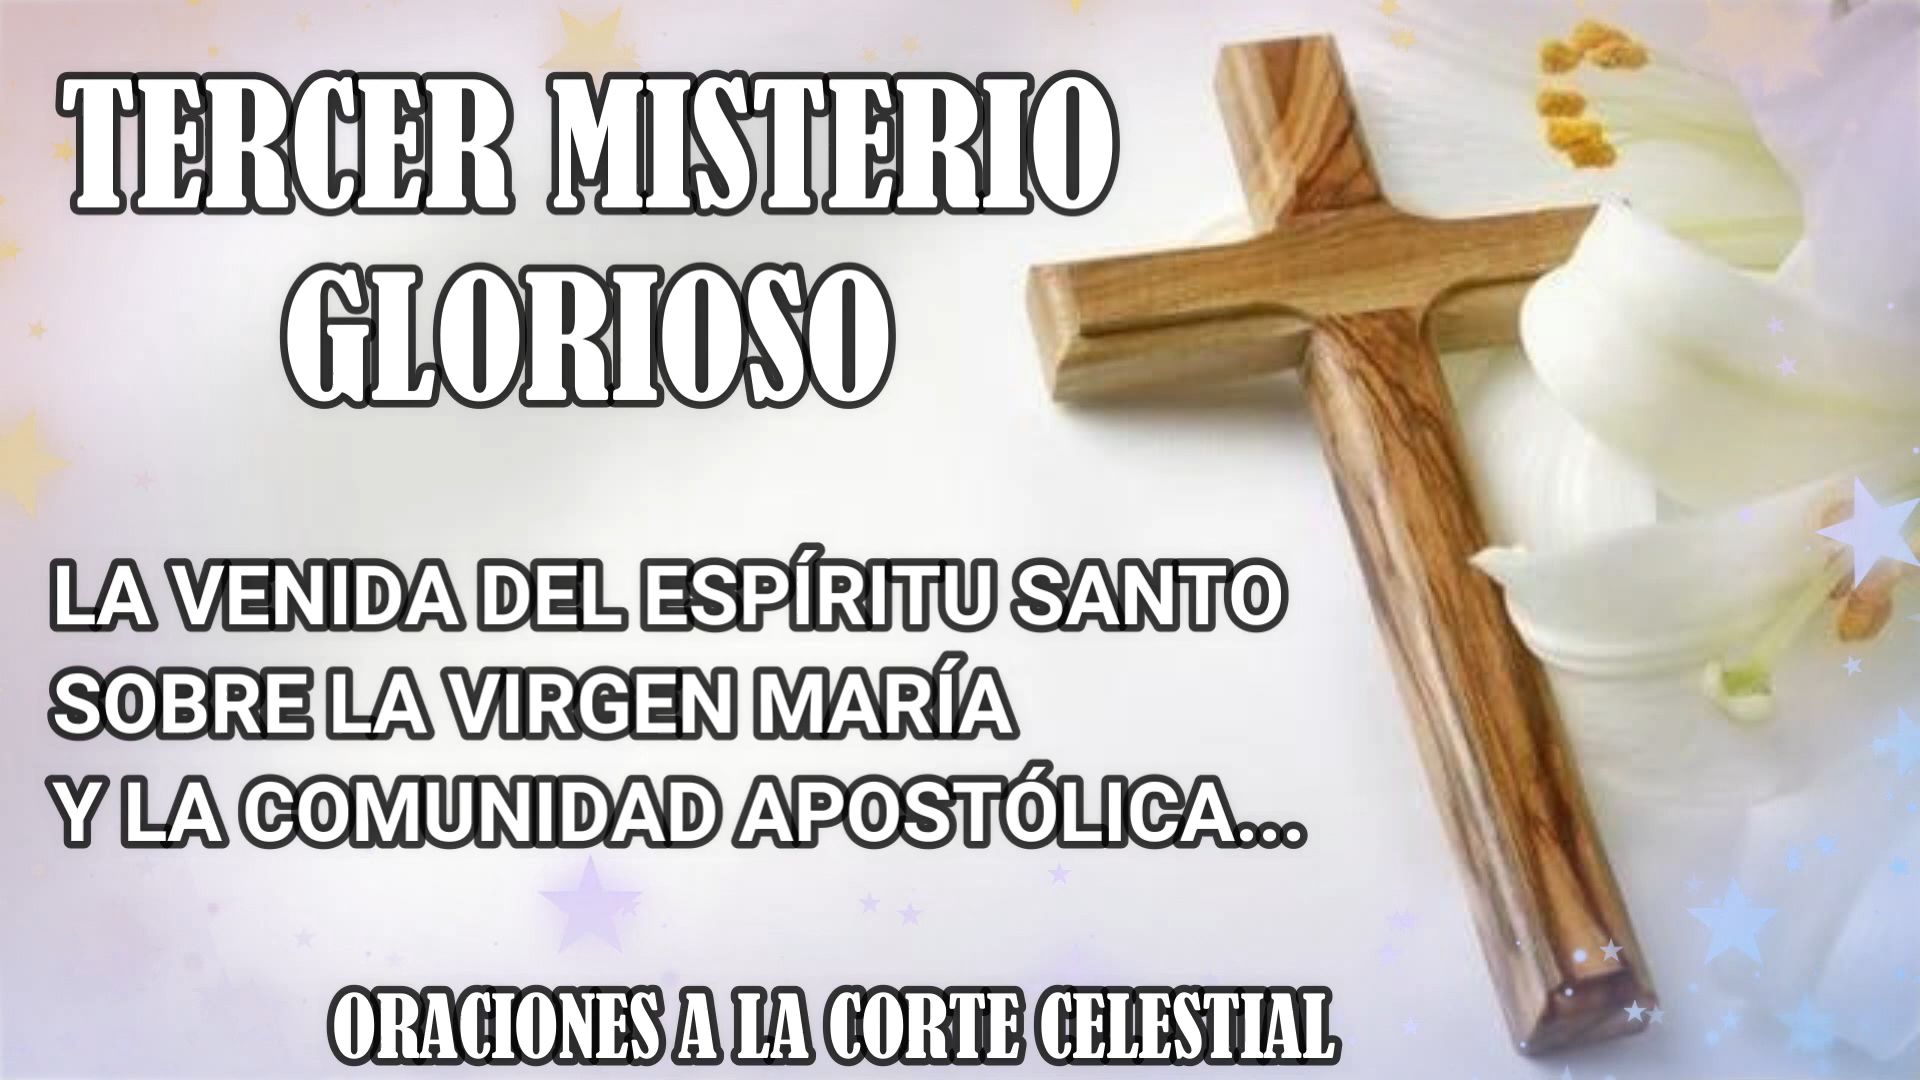 TERCER MISTERIO
GLORIOSO
LA VENIDA DEL ESPÍRITU SANTO
SOBRE LA VIRGEN MARÍA
Y LA COMUNIDAD APOSTÓLICA...
ORACIONES A LA CORTE CELESTIAL